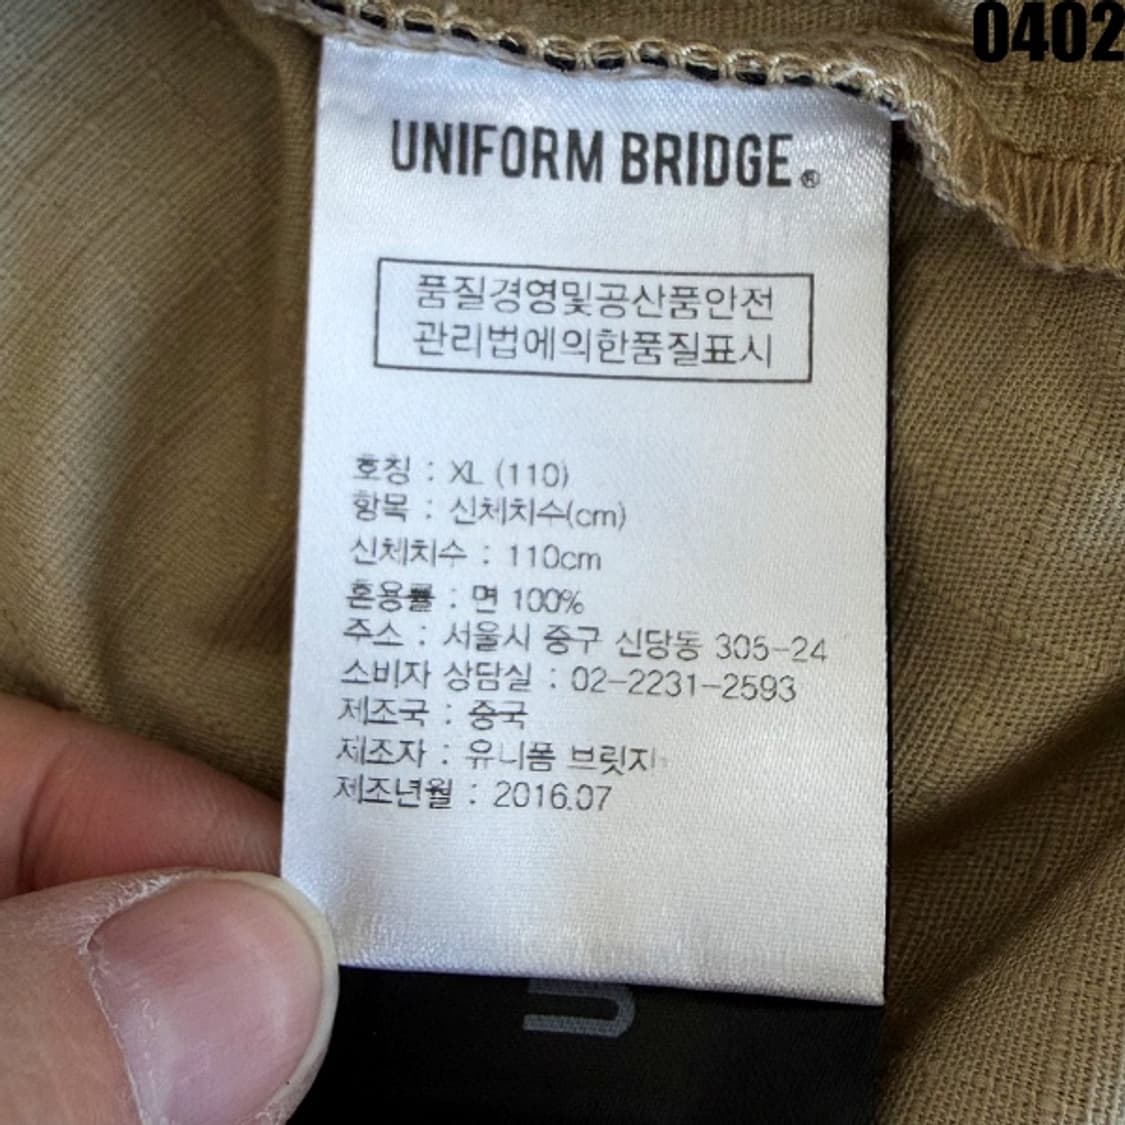 0402
UNIFORM BRIDGE®
품질경영및공산품안전
관리법에의한품질표시
호칭 : XL (110)
항목 : 신체치수(cm)
신체치수 : 110cm
혼용률 : 면 100%
주소 : 서울시 중구 신당동 305-24
소비자 상담실 : 02-2231-2593
제조국 : 중국
제조자 : 유니폼 브릿지
제조년월 : 2016.07